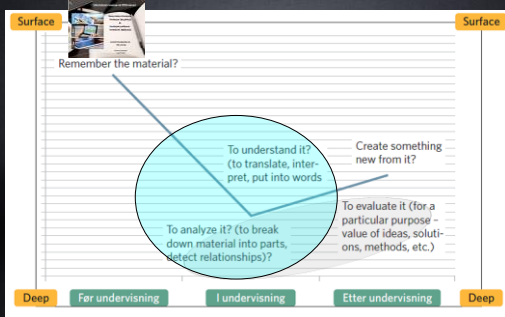 Surface
Surface
Remember the material?
To understand it?
(to translate, inter-
pret, put into words
Create something
new from it?
To analyze it? (to break
down material into parts,
detect relationships)?
To evaluate it (for a
particular purpose –
value of ideas, soluti-
ons, methods, etc.)
Deep
Før undervisning
I undervisning
Etter undervisning
Deep